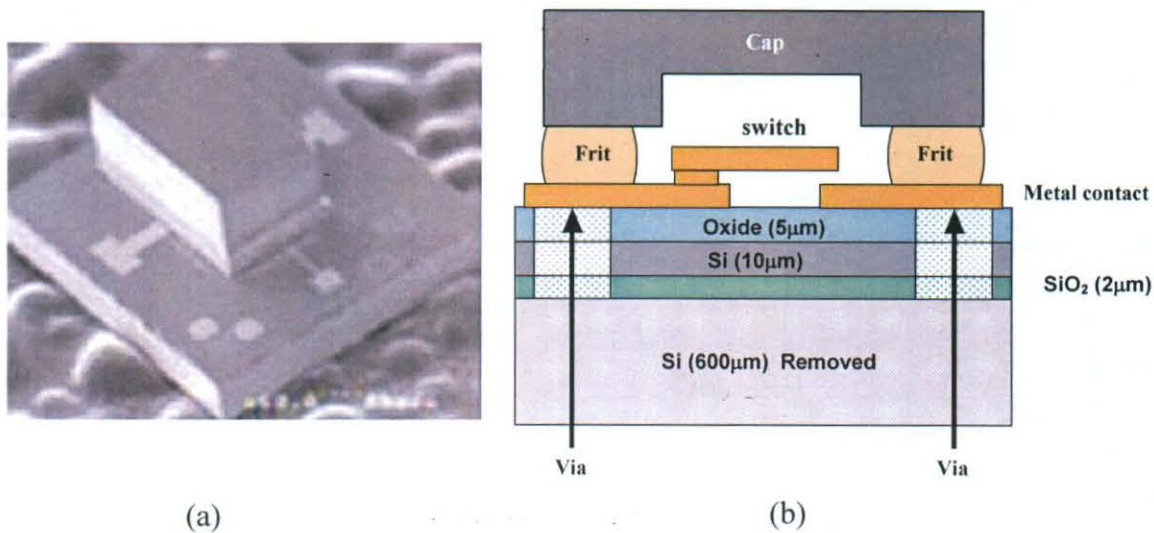 Cap
switch
Frit
Frit
Metal contact
Oxide (5μm)
Si (10μm)
SiO₂ (2μm)
Si (600μm) Removed
Via
Via
(a)
(b)